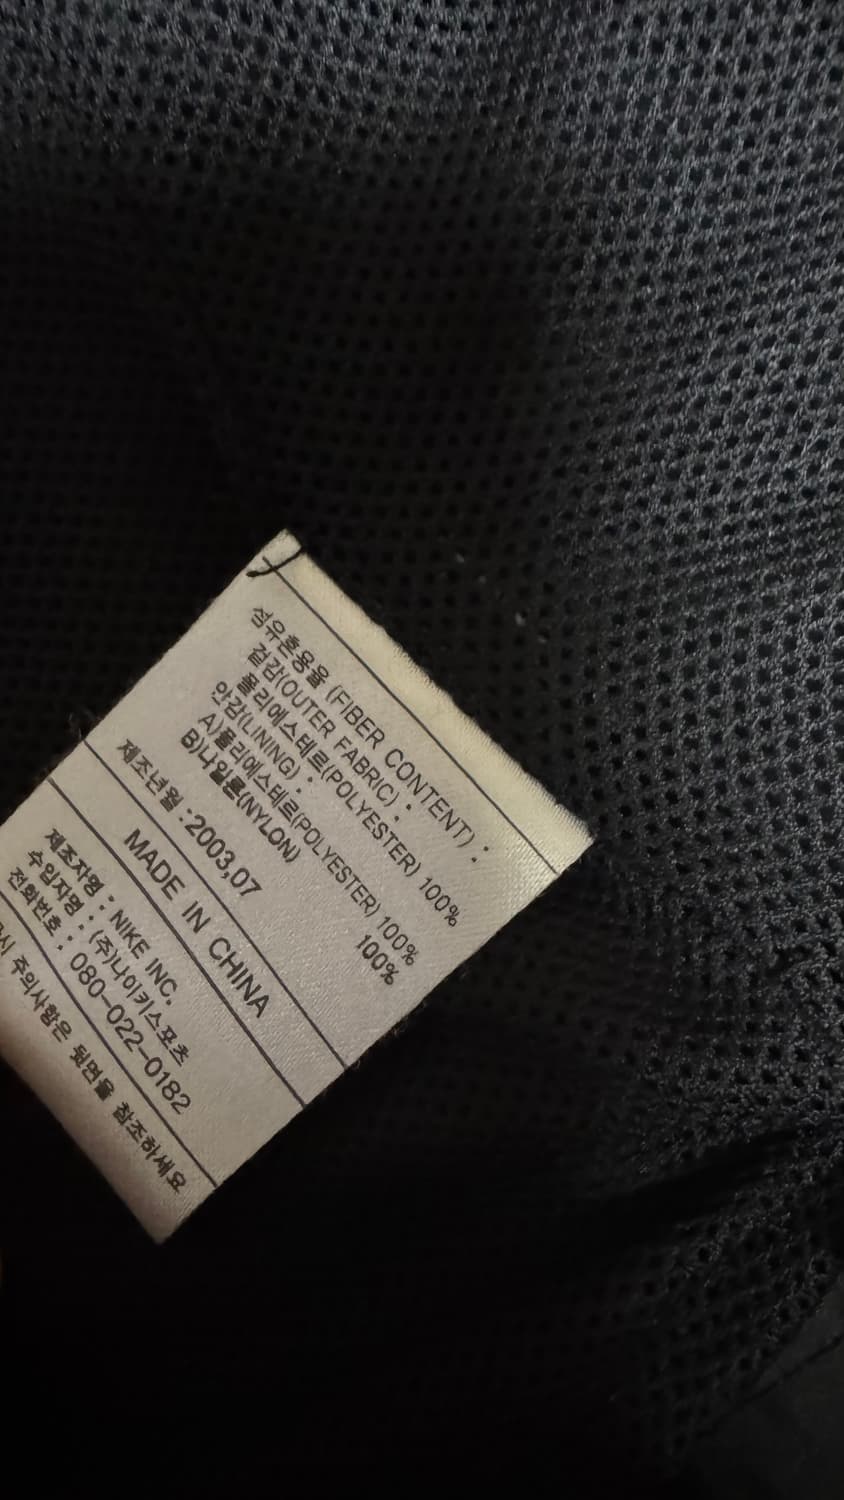 섬유혼용율 (FIBER CONTENT) :
겉감(OUTER FABRIC) :
폴리에스테르(POLYESTER) 100%
안감(LINING) :
A)폴리에스테르(POLYESTER) 100%
B)나일론(NYLON) 100%
제조년월 : 2003,07
MADE IN CHINA
제조자명 : NIKE INC.
수입자명 : (주)나이키스포츠
전화번호 : 080-022-0182
주의사항은 뒷면을 참조하세요